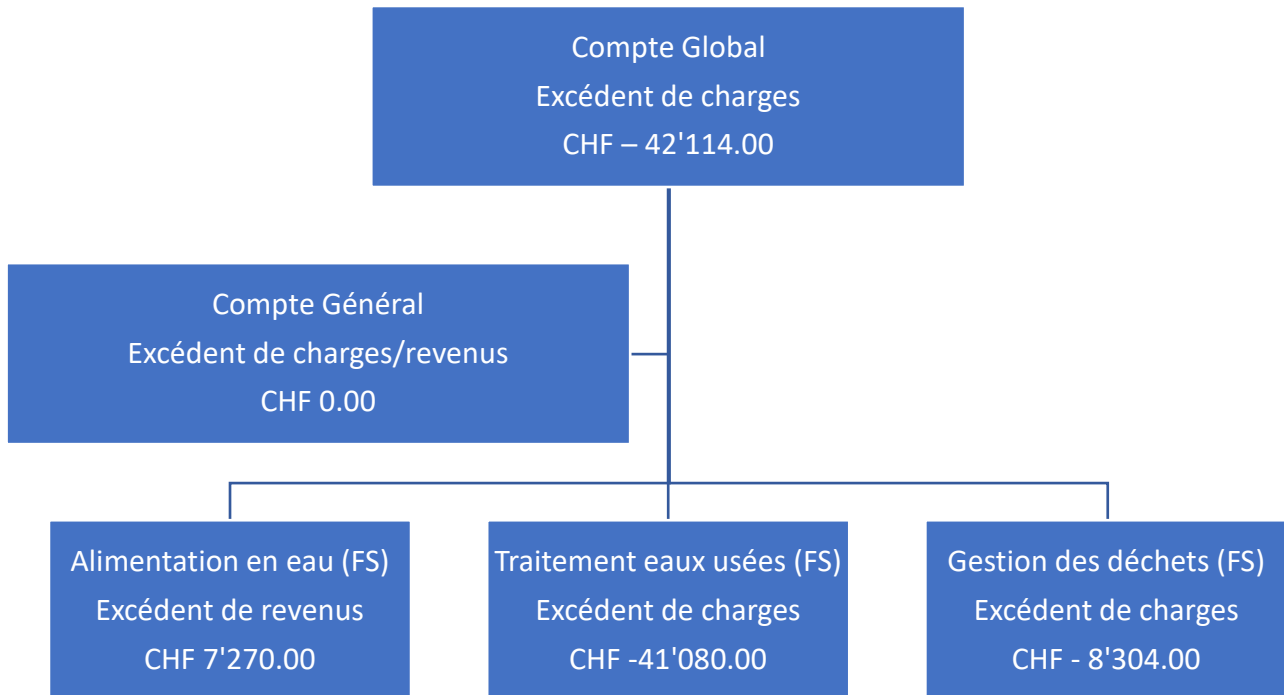 Compte Global
Excédent de charges
CHF – 42'114.00
Compte Général
Excédent de charges/revenus
CHF 0.00
Alimentation en eau (FS)
Excédent de revenus
CHF 7'270.00
Traitement eaux usées (FS)
Excédent de charges
CHF -41'080.00
Gestion des déchets (FS)
Excédent de charges
CHF - 8'304.00